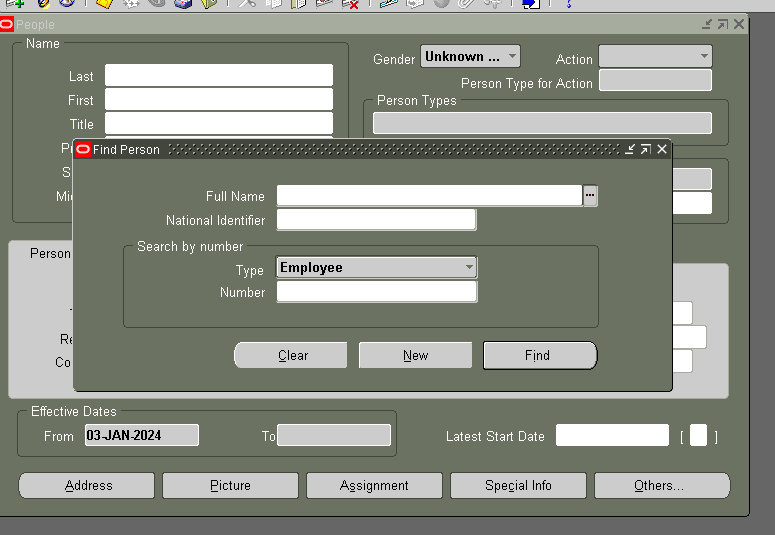 People
Name
Last
First
Title
Gender Unknown ... Action
Person Type for Action
Person Types
Find Person
Full Name ...
National Identifier
Search by number
Type Employee
Number
Clear New Find
Person
Effective Dates
From 03-JAN-2024 To
Latest Start Date [ ]
Address Picture Assignment Special Info Others...